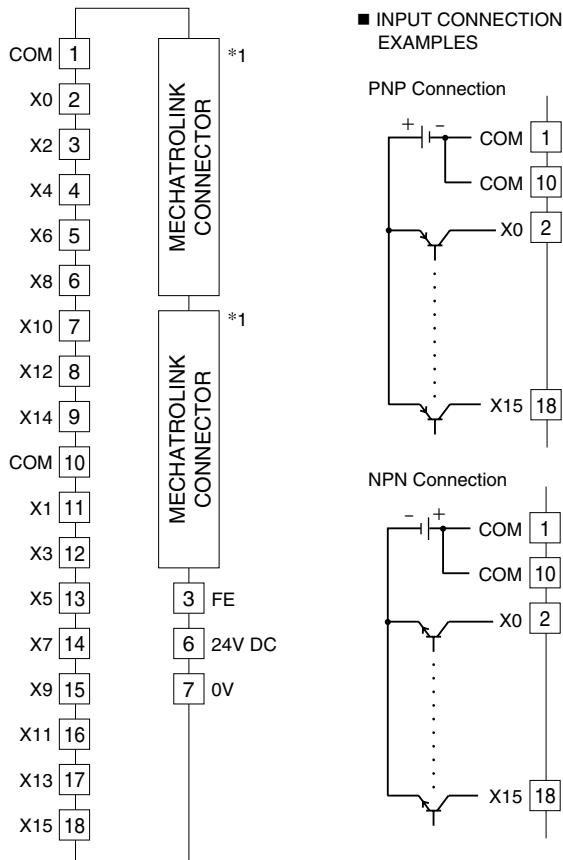 COM 1
X0 2
X2 3
X4 4
X6 5
X8 6
X10 7
X12 8
X14 9
COM 10
X1 11
X3 12
X5 13
X7 14
X9 15
X11 16
X13 17
X15 18
MECHATROLINK
CONNECTOR
*1
MECHATROLINK
CONNECTOR
*1
3 FE
6 24V DC
7 0V
■ INPUT CONNECTION
EXAMPLES
PNP Connection
+ −
COM 1
COM 10
X0 2
X15 18
NPN Connection
− +
COM 1
COM 10
X0 2
X15 18